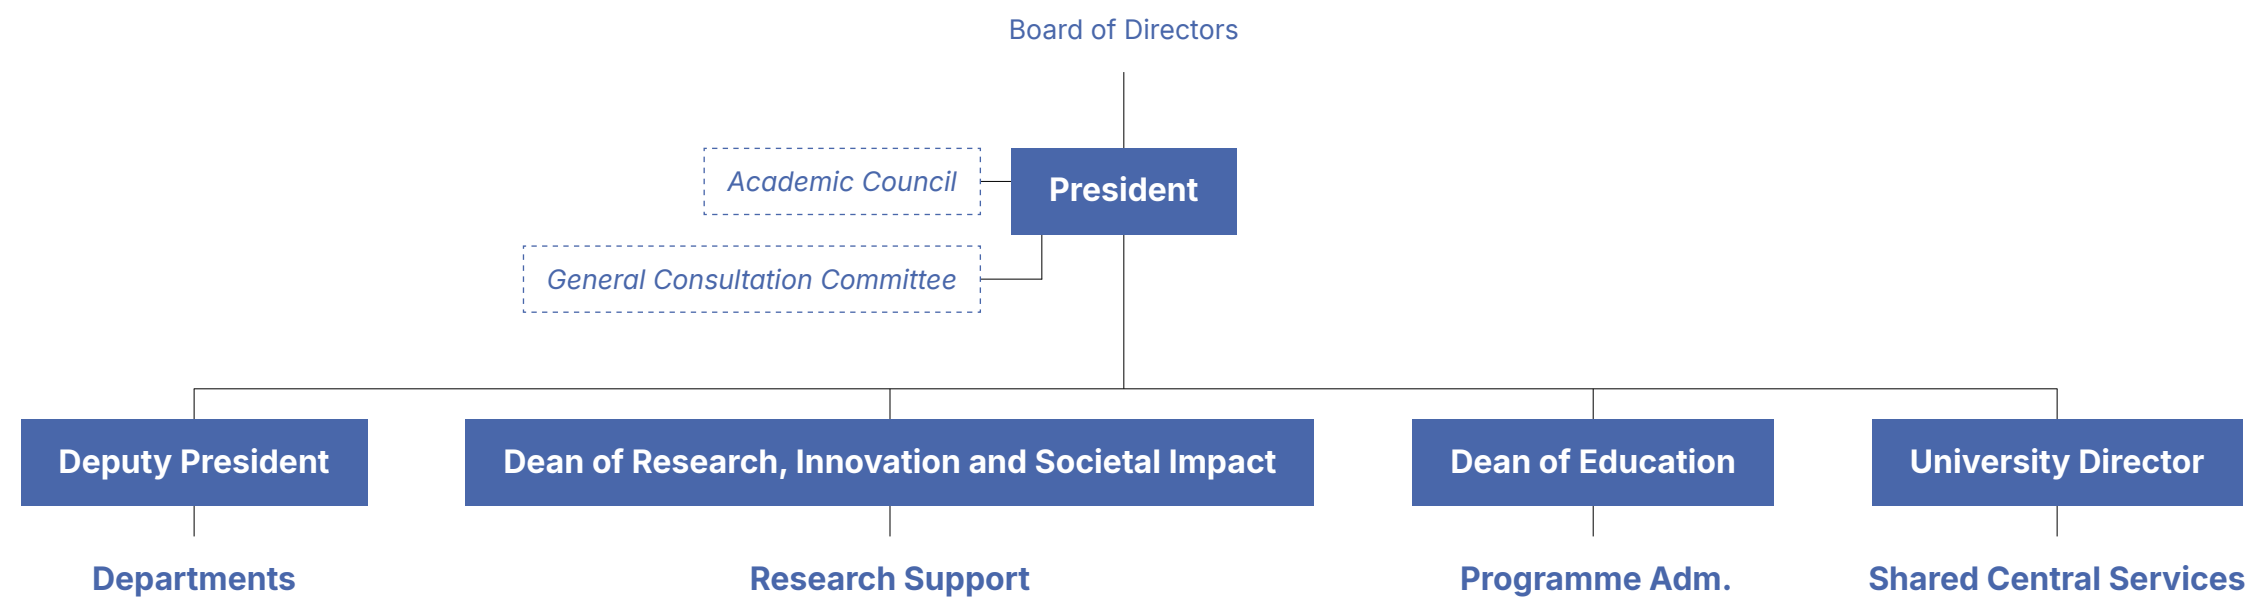 Board of Directors
Academic Council
President
General Consultation Committee
Deputy President
Dean of Research, Innovation and Societal Impact
Dean of Education
University Director
Departments
Research Support
Programme Adm.
Shared Central Services